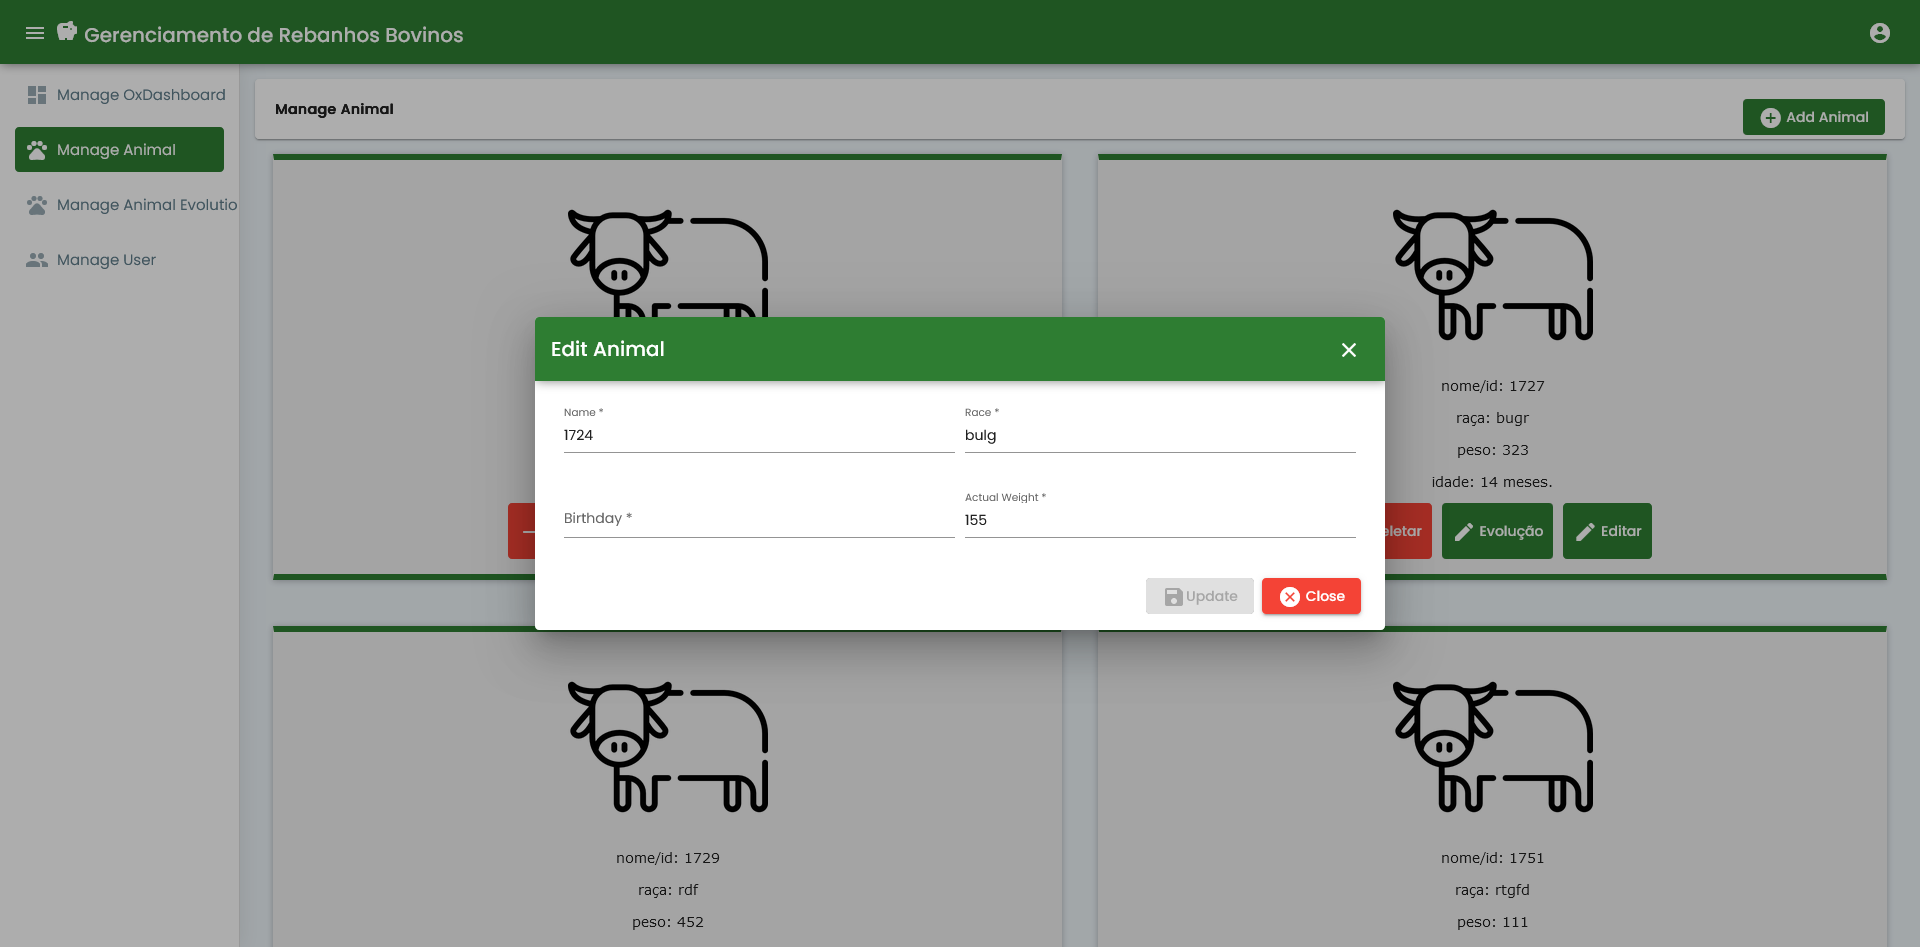 Gerenciamento de Rebanhos Bovinos
Manage OxDashboard
Manage Animal
Manage Animal Evolutio
Manage User
Manage Animal
Add Animal
Edit Animal
Name *
1724
Race *
bulg
Birthday *
Actual Weight *
155
Update
Close
nome/id: 1727
raça: bugr
peso: 323
idade: 14 meses.
eletar
Evolução
Editar
nome/id: 1729
raça: rdf
peso: 452
nome/id: 1751
raça: rtgfd
peso: 111